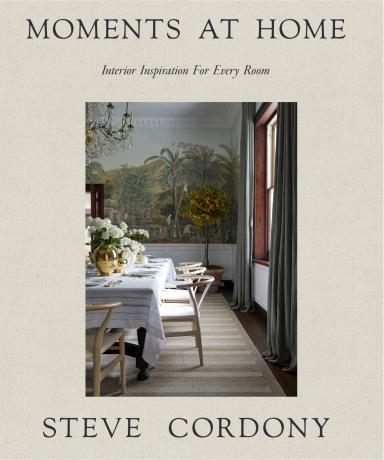 MOMENTS AT HOME
Interior Inspiration For Every Room
STEVE CORDONY